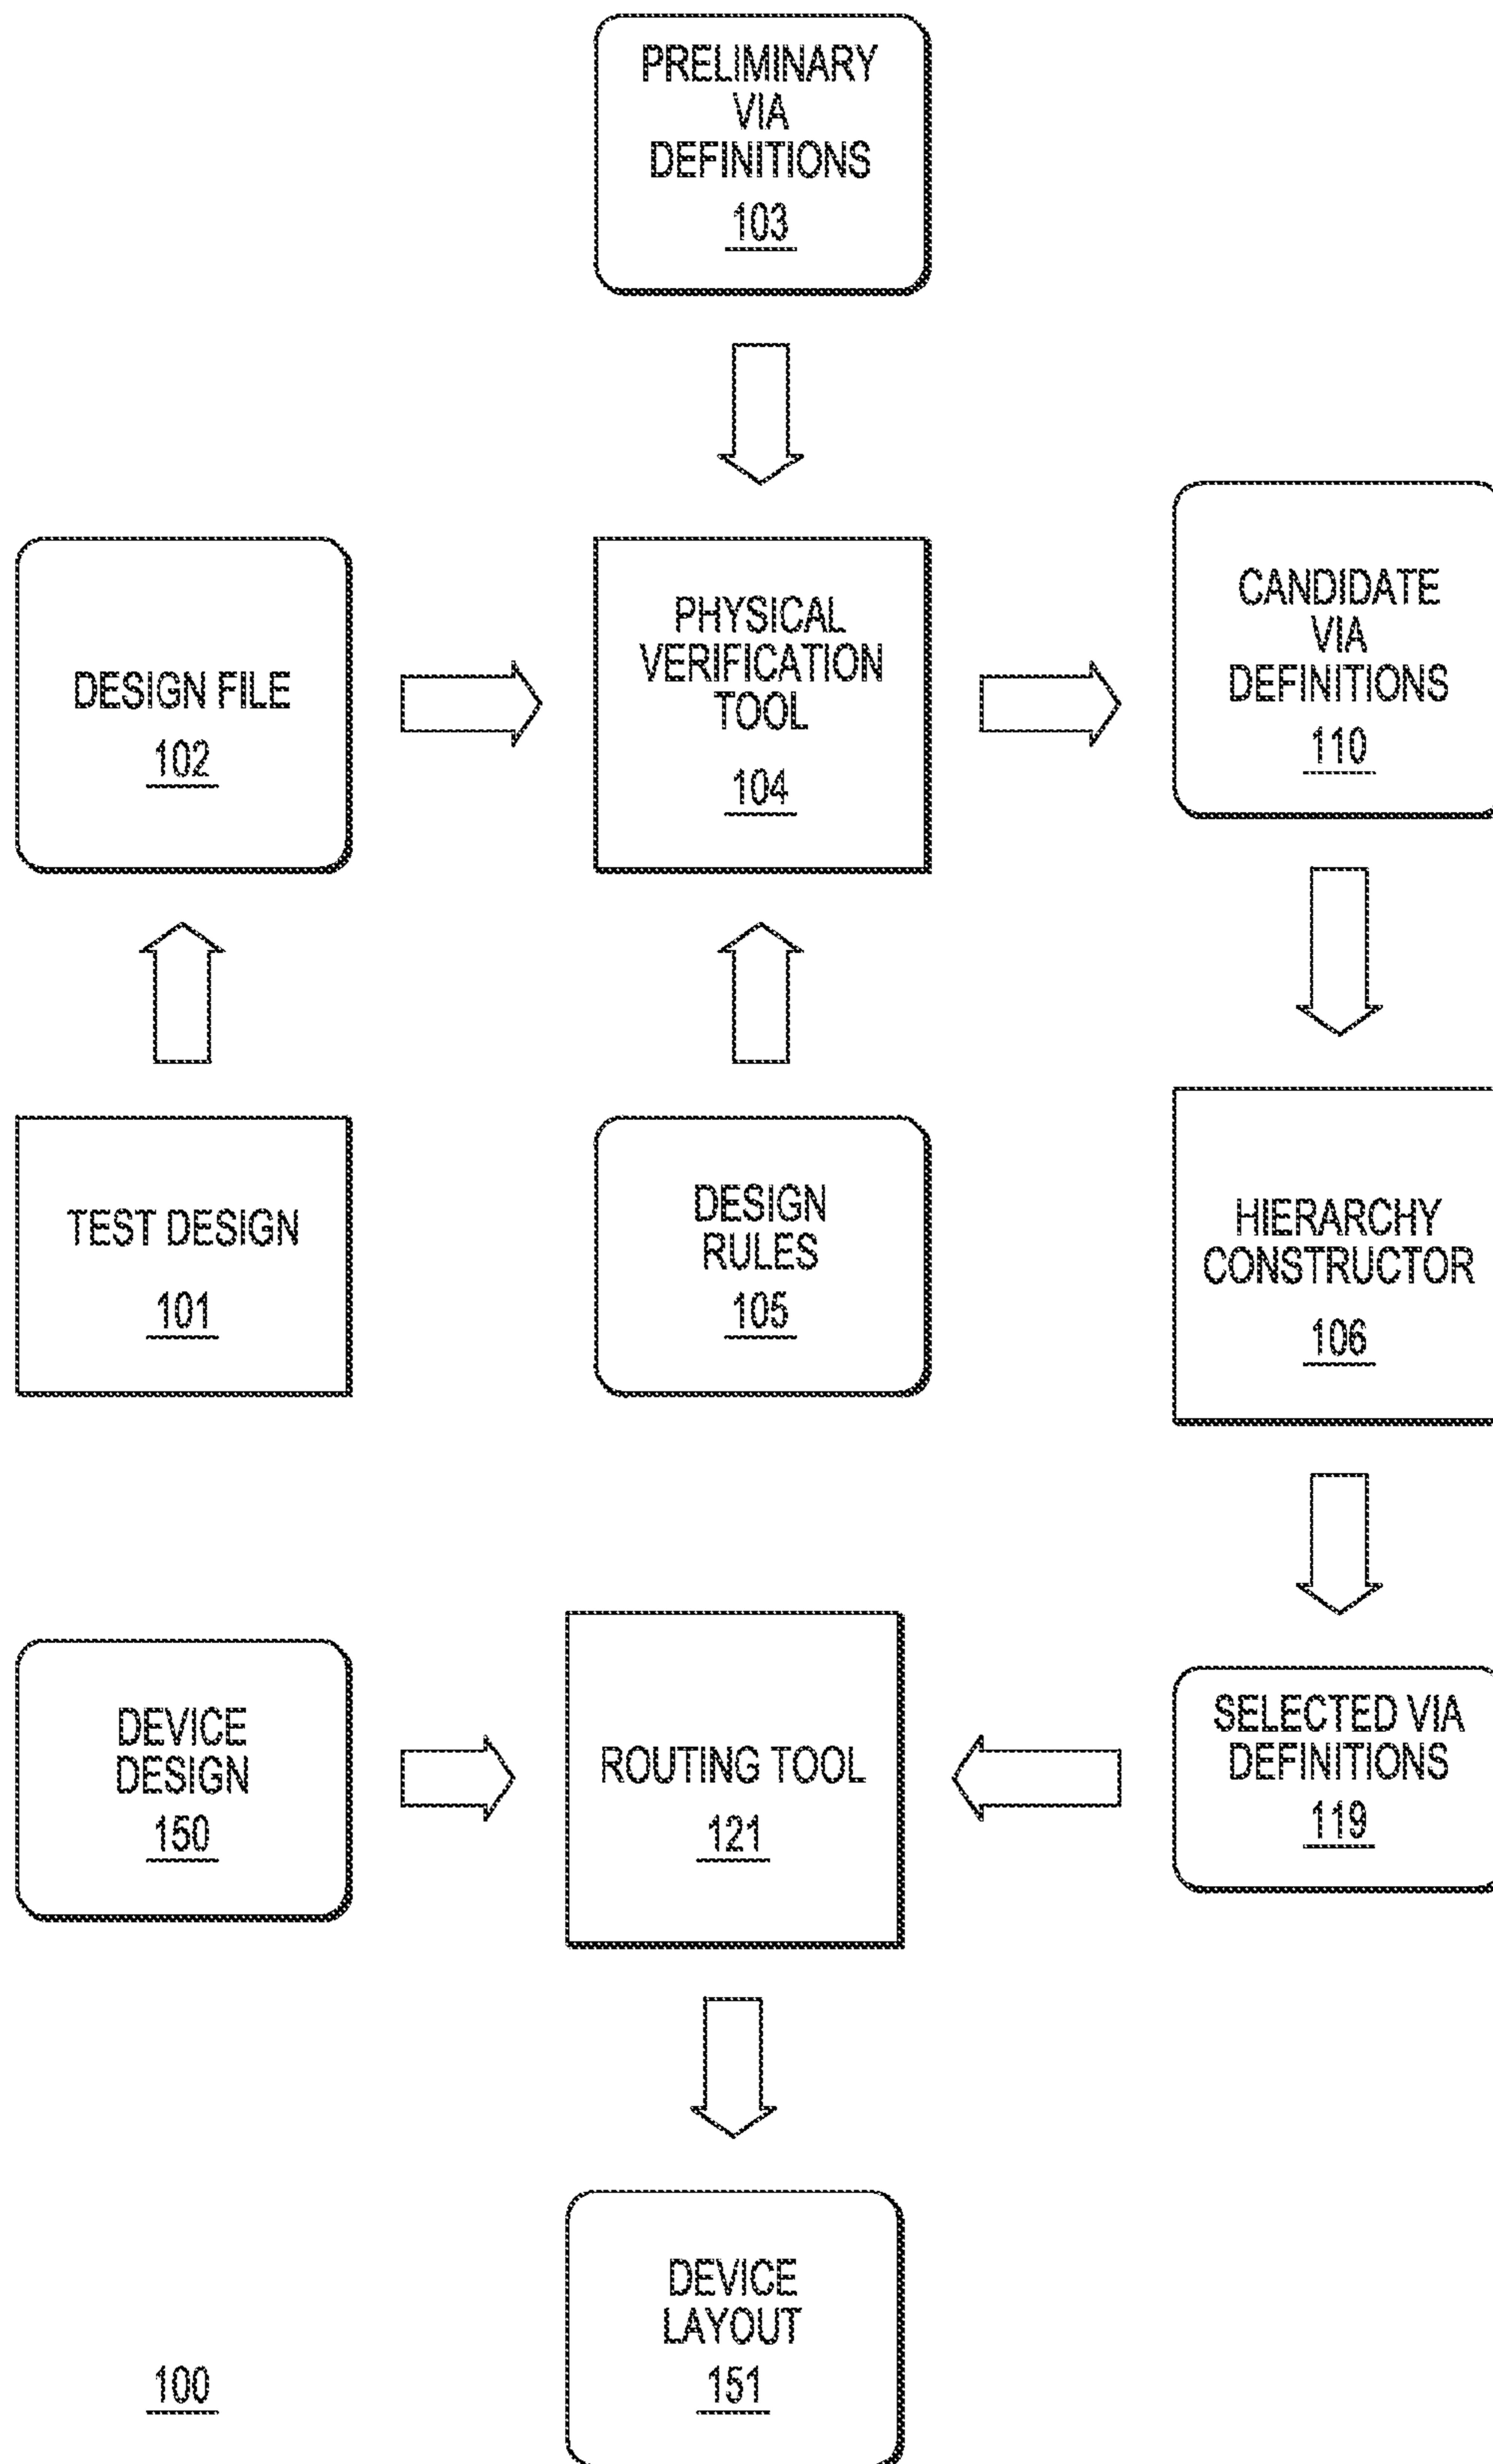 PRELIMINARY
VIA
DEFINITIONS
103
DESIGN FILE
102
PHYSICAL
VERIFICATION
TOOL
104
CANDIDATE
VIA
DEFINITIONS
110
TEST DESIGN
101
DESIGN
RULES
105
HIERARCHY
CONSTRUCTOR
106
DEVICE
DESIGN
150
ROUTING TOOL
121
SELECTED VIA
DEFINITIONS
119
DEVICE
LAYOUT
151
100